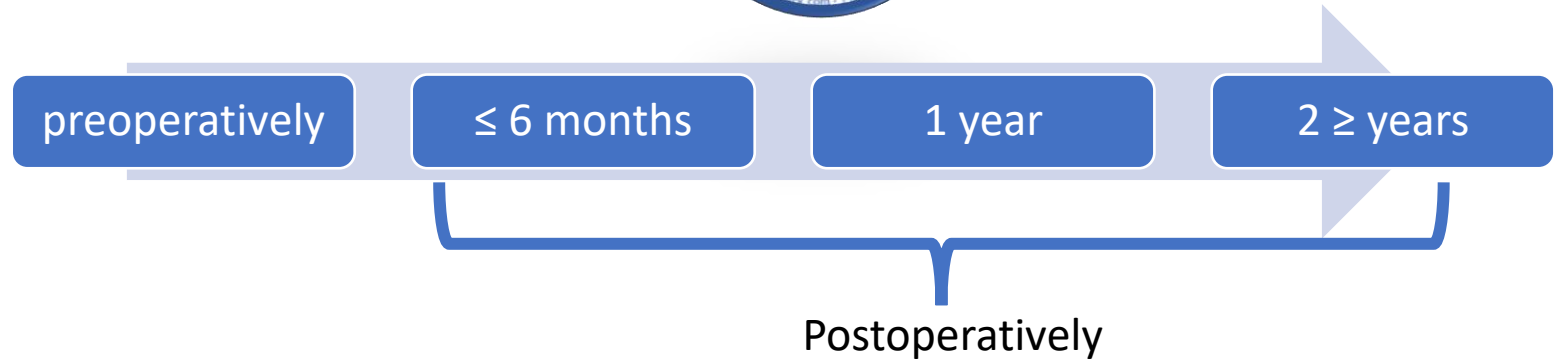 preoperatively
≤ 6 months
1 year
2 ≥ years
Postoperatively